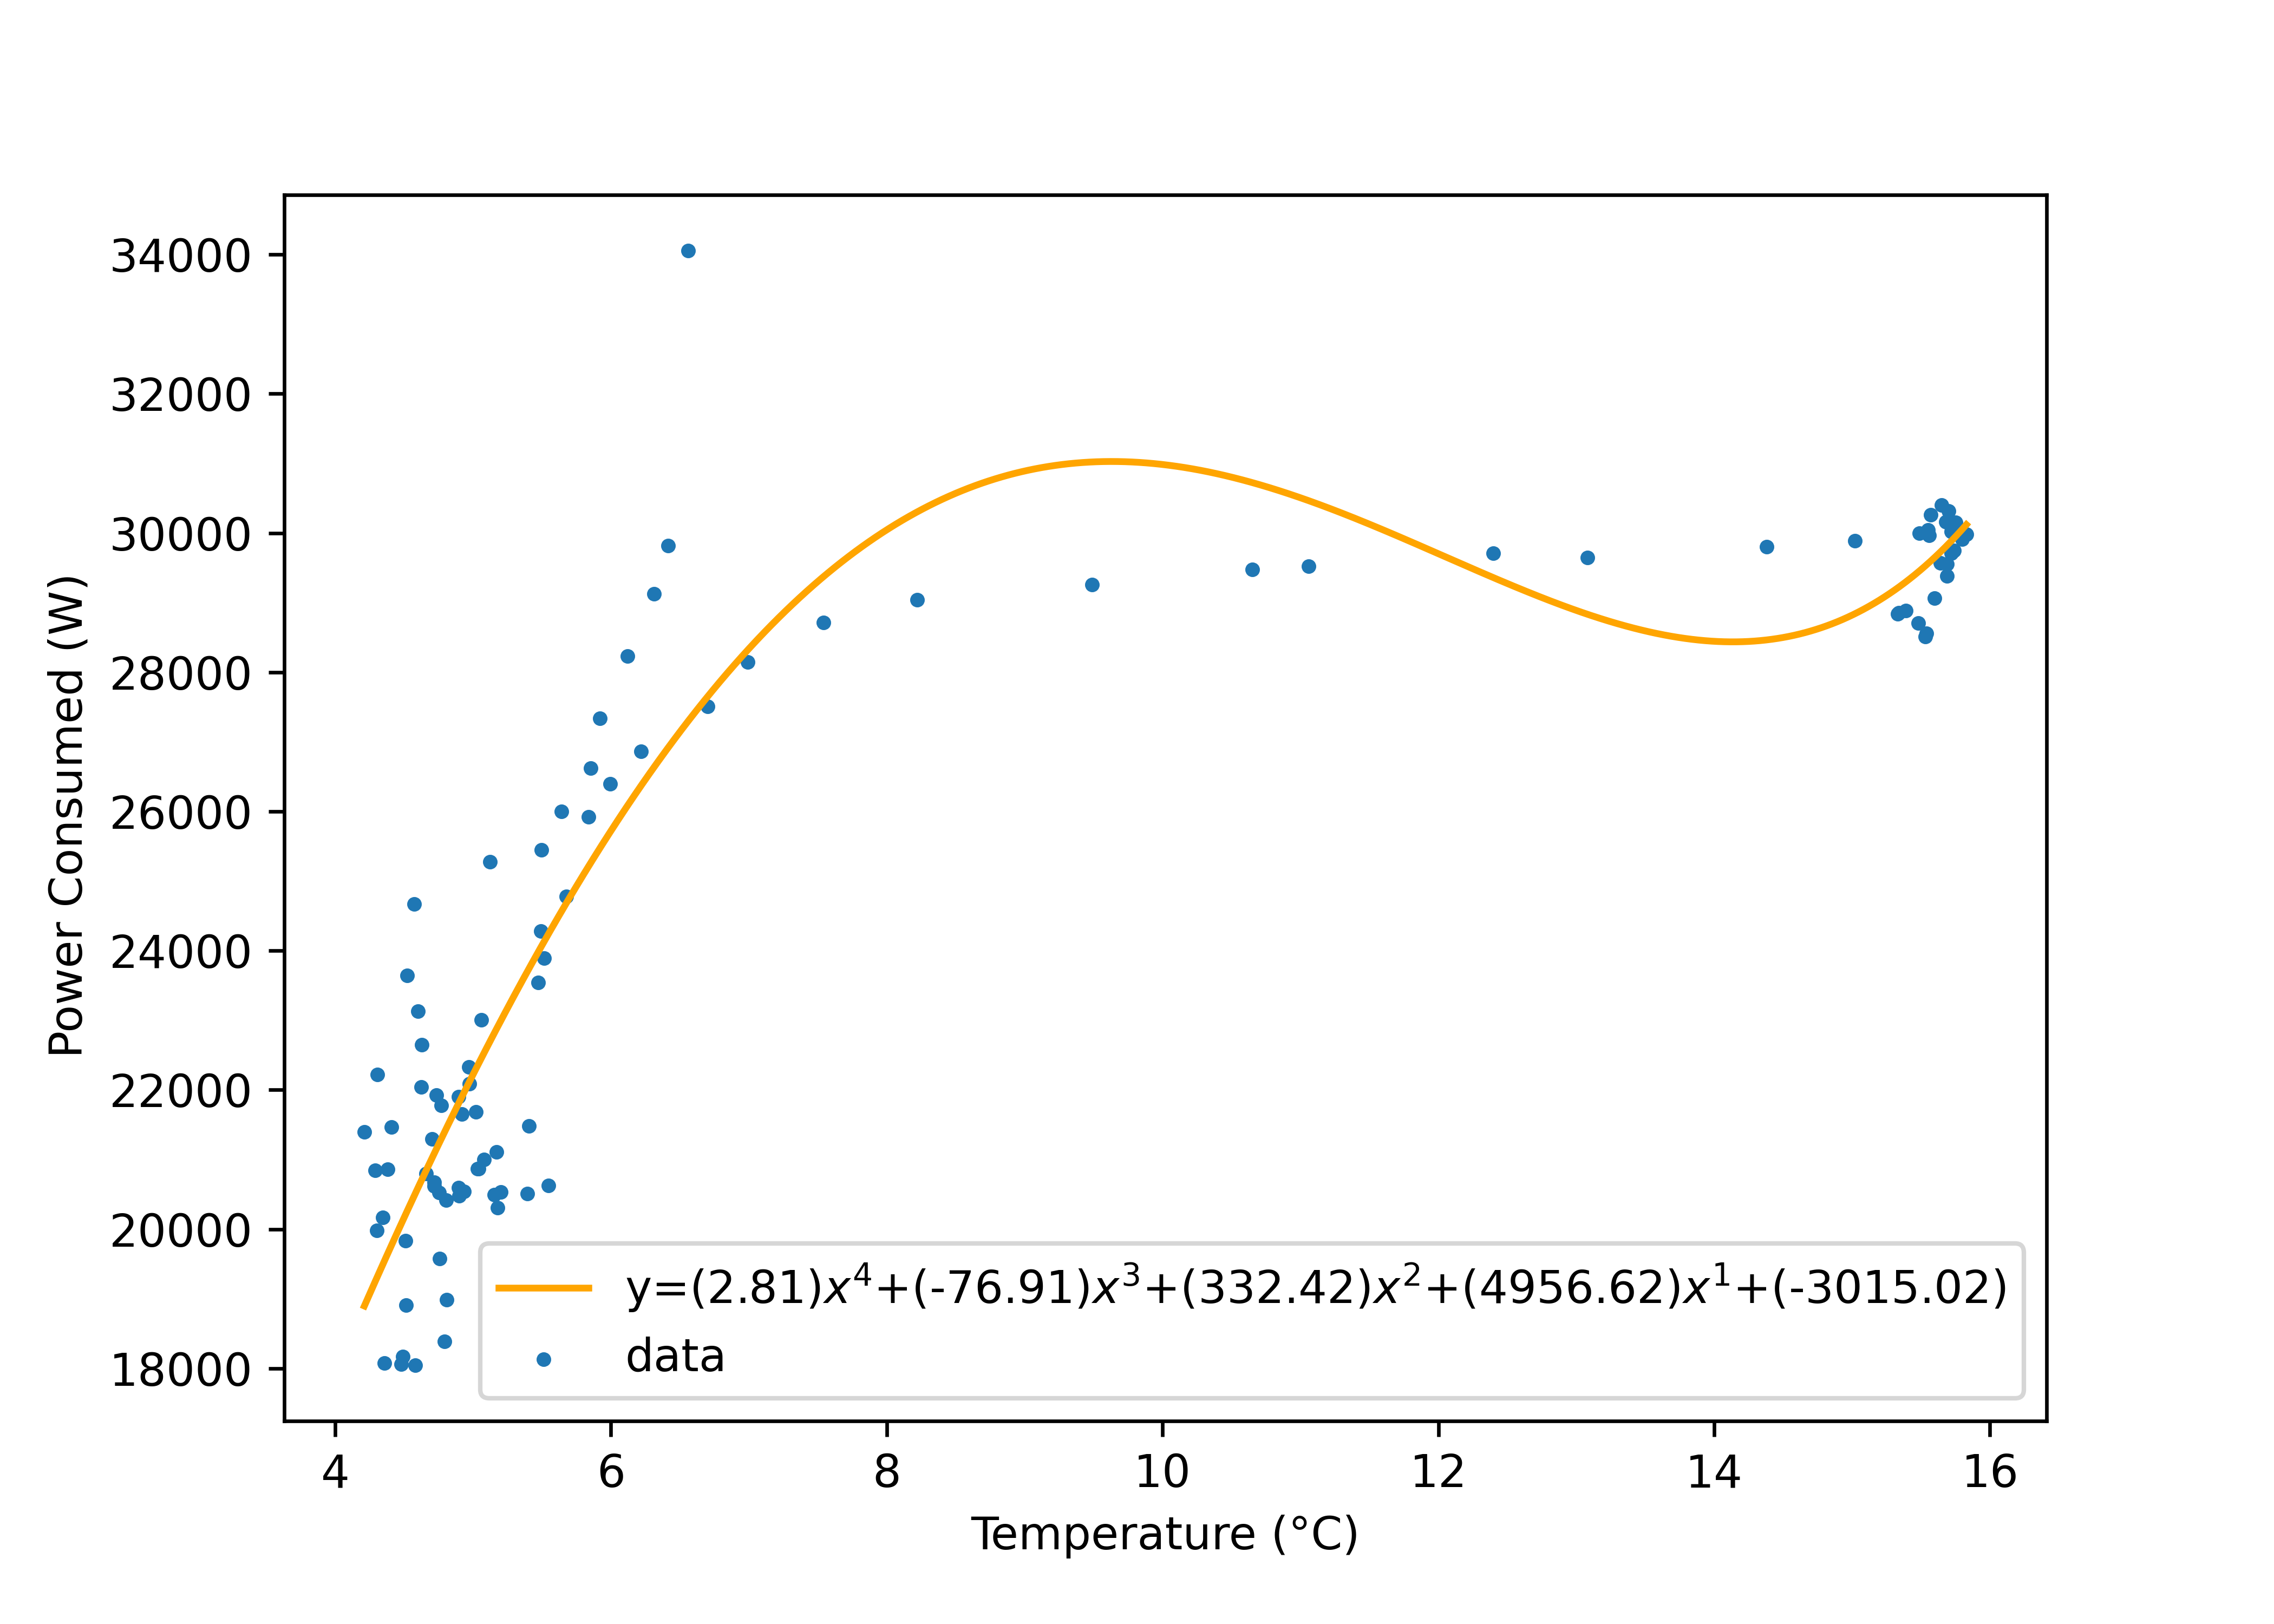 34000
32000
30000
28000
26000
24000
22000
20000
18000
Power Consumed (W)
y=(2.81)x⁴+(-76.91)x³+(332.42)x²+(4956.62)x¹+(-3015.02)
data
4 6 8 10 12 14 16
Temperature (°C)